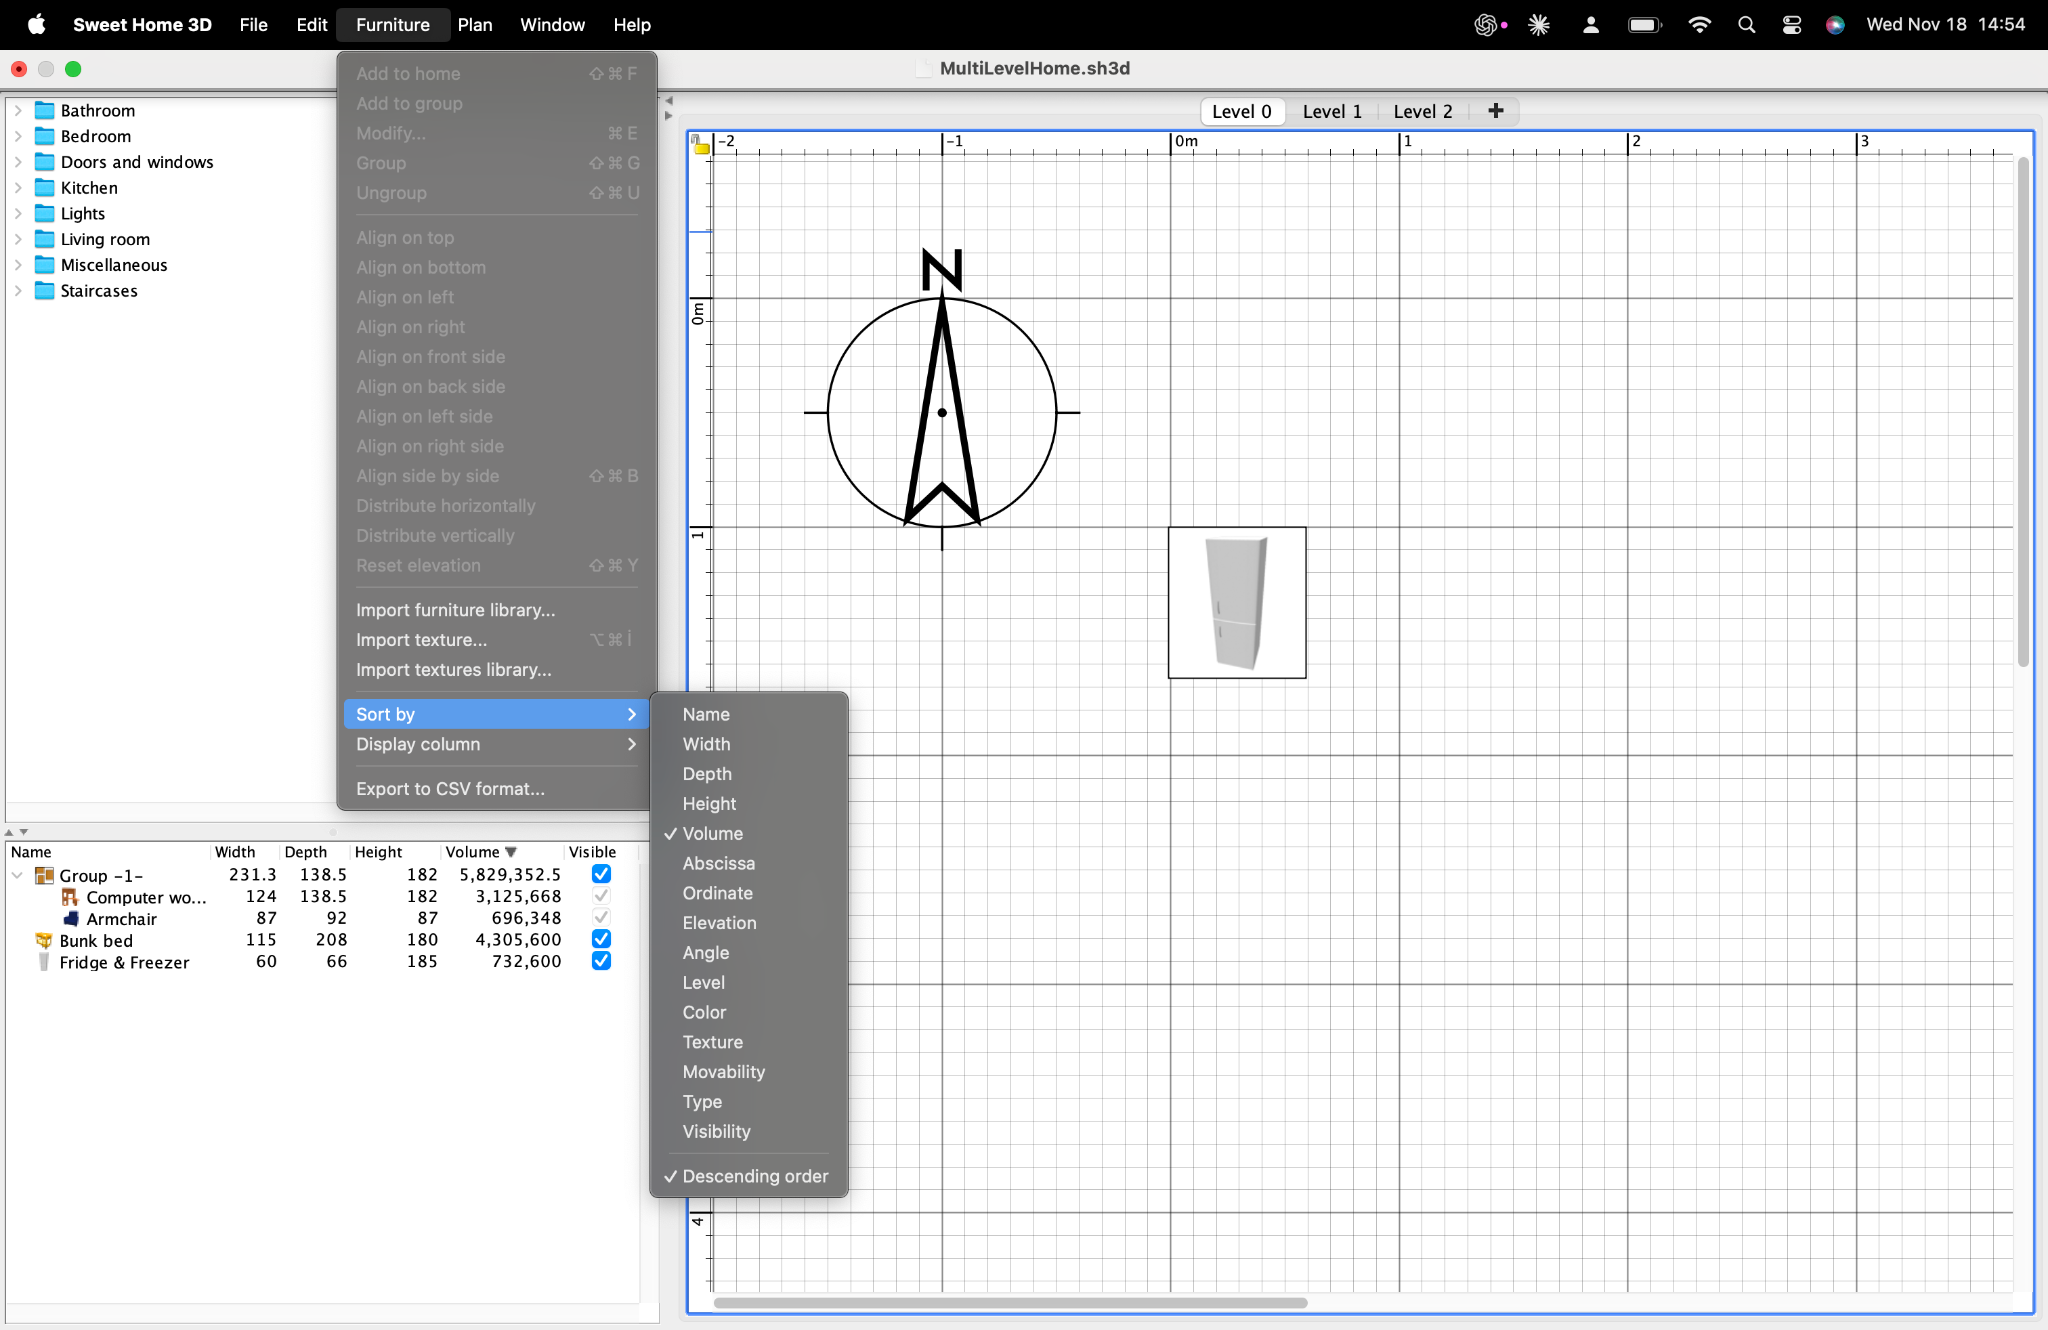 Sweet Home 3D File Edit Furniture Plan Window Help Wed Nov 18 14:54
MultiLevelHome.sh3d
Bathroom
Bedroom
Doors and windows
Kitchen
Lights
Living room
Miscellaneous
Staircases
Add to home ⇧⌘F
Add to group
Modify... ⌘E
Group ⇧⌘G
Ungroup ⇧⌘U
Align on top
Align on bottom
Align on left
Align on right
Align on front side
Align on back side
Align on left side
Align on right side
Align side by side ⇧⌘B
Distribute horizontally
Distribute vertically
Reset elevation ⇧⌘Y
Import furniture library...
Import texture... ⌥⌘İ
Import textures library...
Sort by
Display column
Export to CSV format...
Name
Width
Depth
Height
✓ Volume
Abscissa
Ordinate
Elevation
Angle
Level
Color
Texture
Movability
Type
Visibility
✓ Descending order
Level 0 Level 1 Level 2 +
-2 -1 0m 1 2 3
0m
1
4
N
Name Width Depth Height Volume ▼ Visible
Group -1- 231.3 138.5 182 5,829,352.5
Computer wo... 124 138.5 182 3,125,668
Armchair 87 92 87 696,348
Bunk bed 115 208 180 4,305,600
Fridge & Freezer 60 66 185 732,600